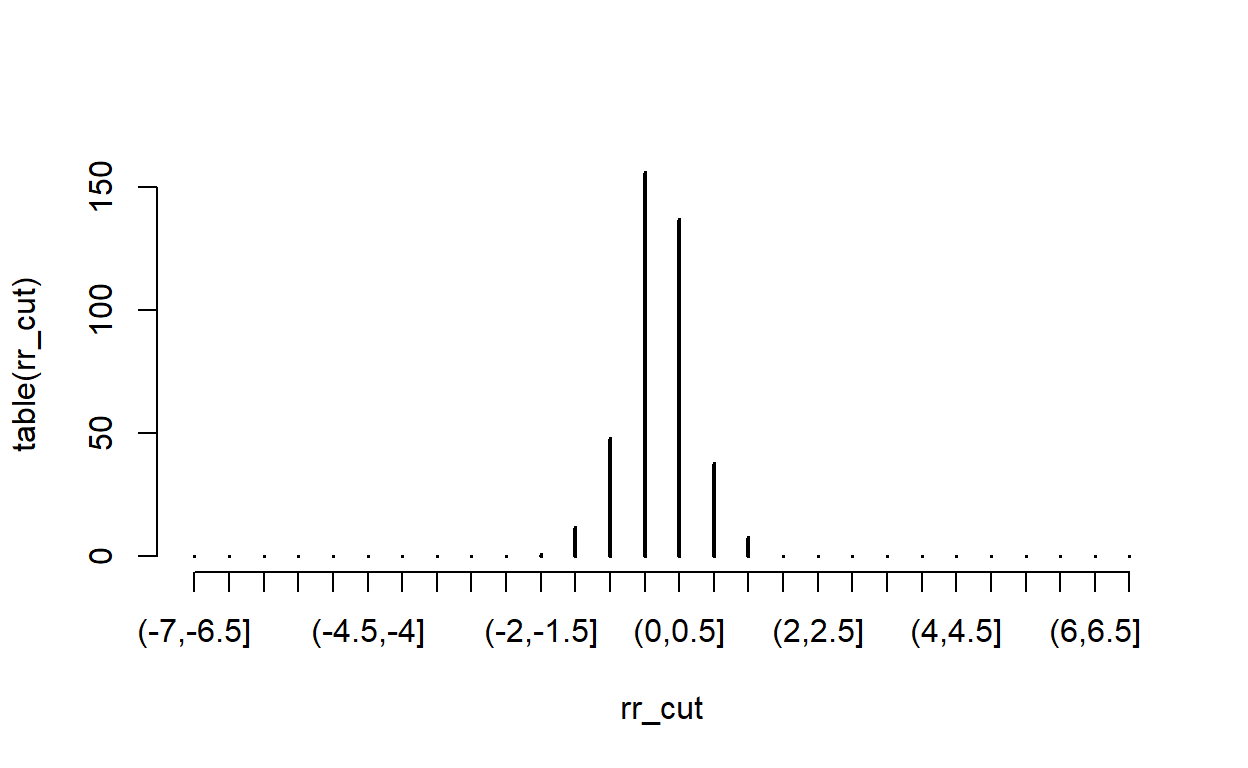 table(rr_cut)
150
100
50
0
(-7,-6.5] (-4.5,-4] (-2,-1.5] (0,0.5] (2,2.5] (4,4.5] (6,6.5]
rr_cut